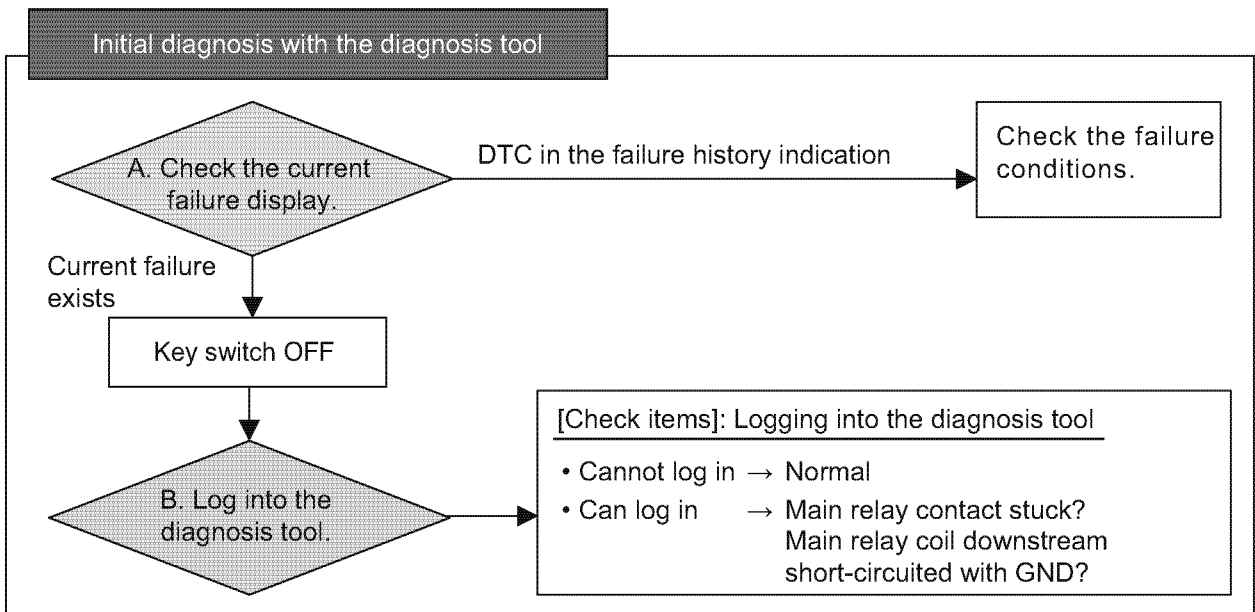 Initial diagnosis with the diagnosis tool
A. Check the current
failure display.
DTC in the failure history indication
Check the failure
conditions.
Current failure
exists
Key switch OFF
B. Log into the
diagnosis tool.
[Check items]: Logging into the diagnosis tool
• Cannot log in → Normal
• Can log in → Main relay contact stuck?
Main relay coil downstream
short-circuited with GND?